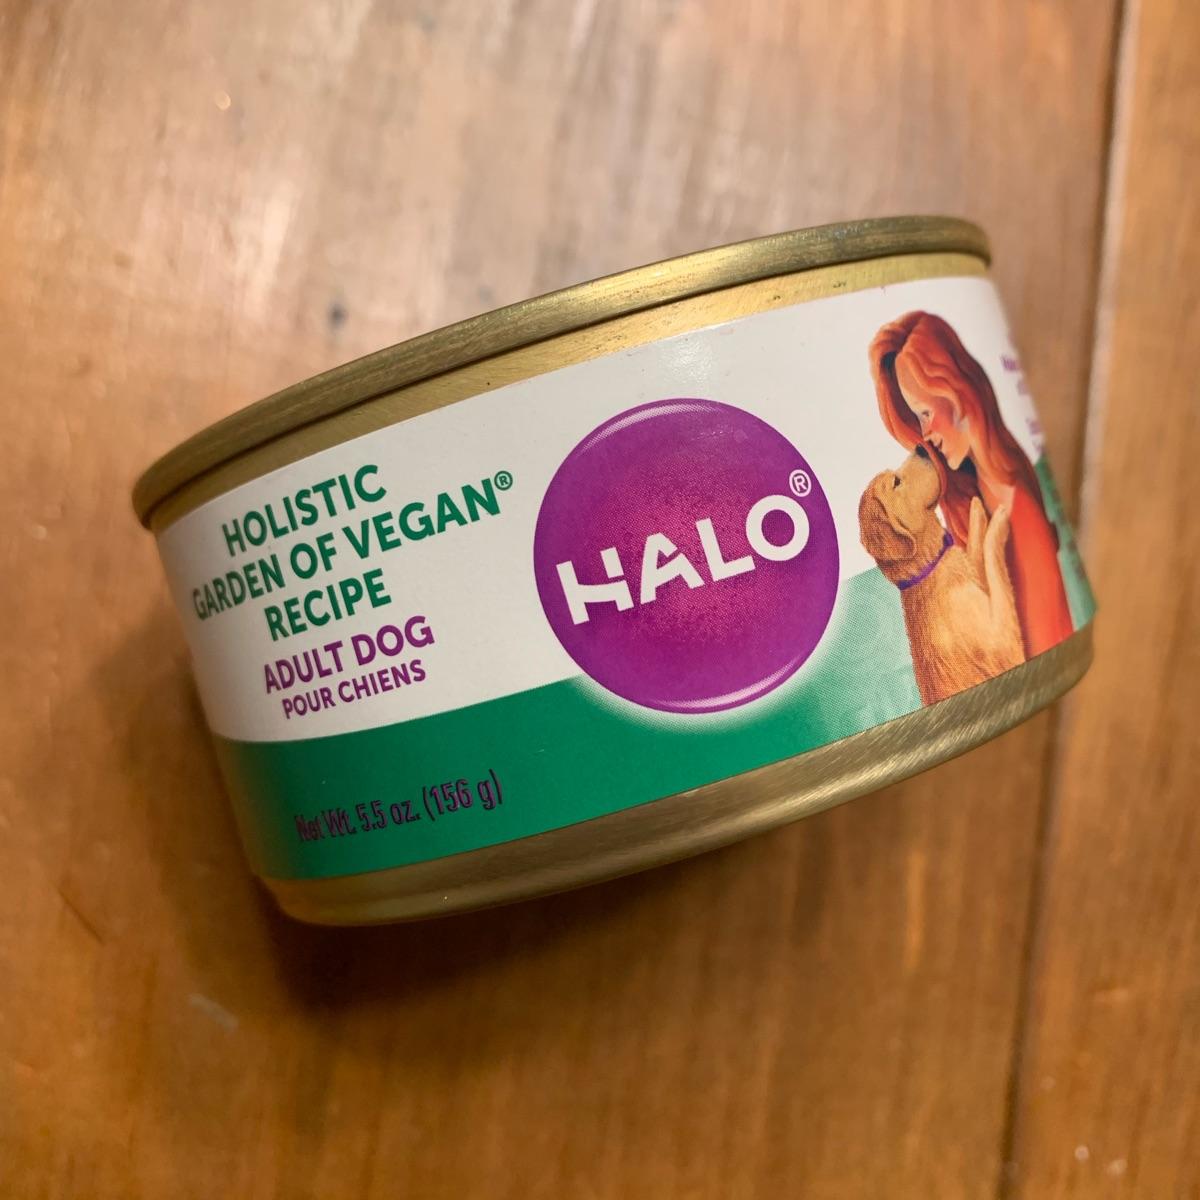 HOLISTIC
GARDEN OF VEGAN®
RECIPE
ADULT DOG
POUR CHIENS
Net Wt. 5.5 oz. (156 g)
HALO®